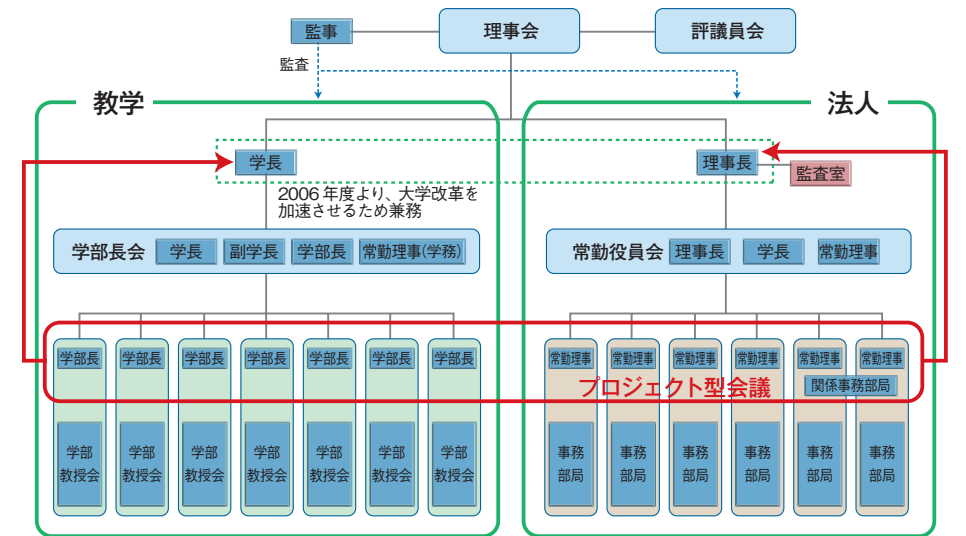 監事
理事会
評議員会
監査
教学
法人
学長
理事長
監査室
2006年度より、大学改革を
加速させるため兼務
学部長会 学長 副学長 学部長 常勤理事(学務)
常勤役員会 理事長 学長 常勤理事
学部長 学部長 学部長 学部長 学部長 学部長 学部長
常勤理事 常勤理事 常勤理事 常勤理事 常勤理事 常勤理事
プロジェクト型会議
関係事務部局
学部 学部 学部 学部 学部 学部 学部
教授会 教授会 教授会 教授会 教授会 教授会 教授会
事務 事務 事務 事務 事務 事務
部局 部局 部局 部局 部局 部局